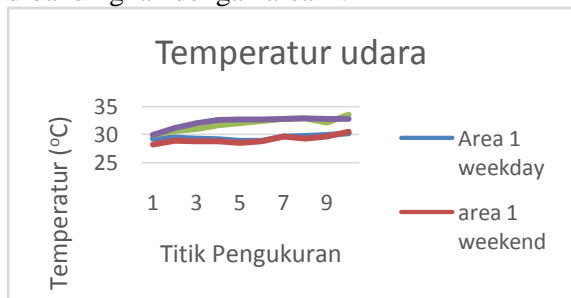 Temperatur udara
Temperatur (°C)
35
30
25
1 3 5 7 9
Titik Pengukuran
Area 1
weekday
area 1
weekend